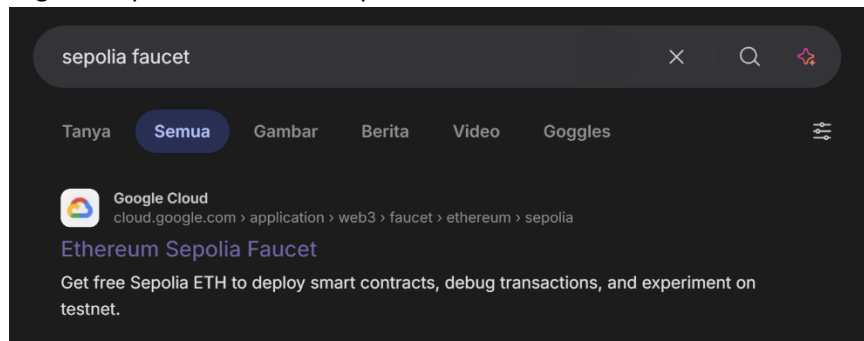 sepolia faucet
Tanya Semua Gambar Berita Video Goggles
Google Cloud
cloud.google.com › application › web3 › faucet › ethereum › sepolia
Ethereum Sepolia Faucet
Get free Sepolia ETH to deploy smart contracts, debug transactions, and experiment on
testnet.